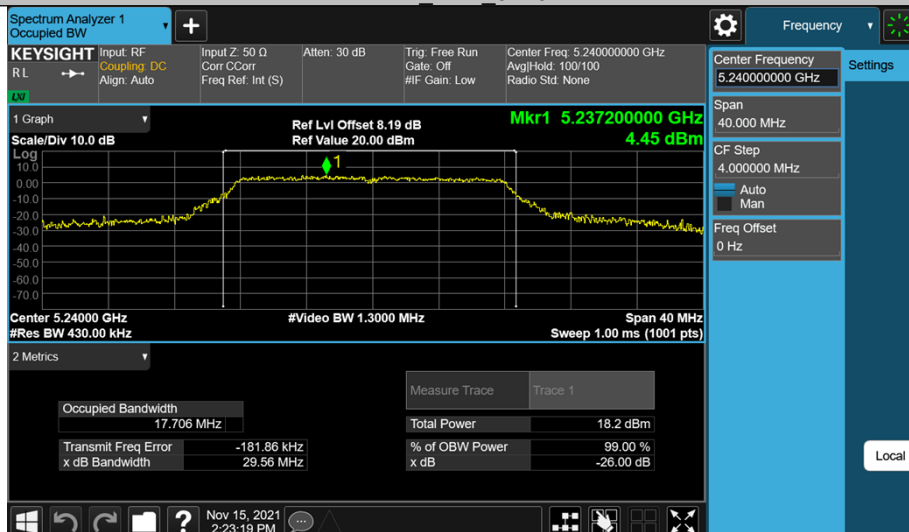 Spectrum Analyzer 1
Occupied BW
+
Frequency
KEYSIGHT
R L
LXI
Input: RF
Coupling: DC
Align: Auto
Input Z: 50 Ω
Corr CCorr
Freq Ref: Int (S)
Atten: 30 dB
Trig: Free Run
Gate: Off
#IF Gain: Low
Center Freq: 5.240000000 GHz
Avg|Hold: 100/100
Radio Std: None
Center Frequency
5.240000000 GHz
Settings
Span
40.000 MHz
CF Step
4.000000 MHz
Auto
Man
Freq Offset
0 Hz
Local
1 Graph
Scale/Div 10.0 dB
Ref Lvl Offset 8.19 dB
Ref Value 20.00 dBm
Mkr1 5.237200000 GHz
4.45 dBm
Log
10.0
0.00
-10.0
-20.0
-30.0
-40.0
-50.0
-60.0
-70.0
1
Center 5.24000 GHz
#Res BW 430.00 kHz
#Video BW 1.3000 MHz
Span 40 MHz
Sweep 1.00 ms (1001 pts)
2 Metrics
Measure Trace
Trace 1
Occupied Bandwidth
17.706 MHz
Total Power
18.2 dBm
Transmit Freq Error
-181.86 kHz
% of OBW Power
99.00 %
x dB Bandwidth
29.56 MHz
x dB
-26.00 dB
?
Nov 15, 2021
2:23:19 PM